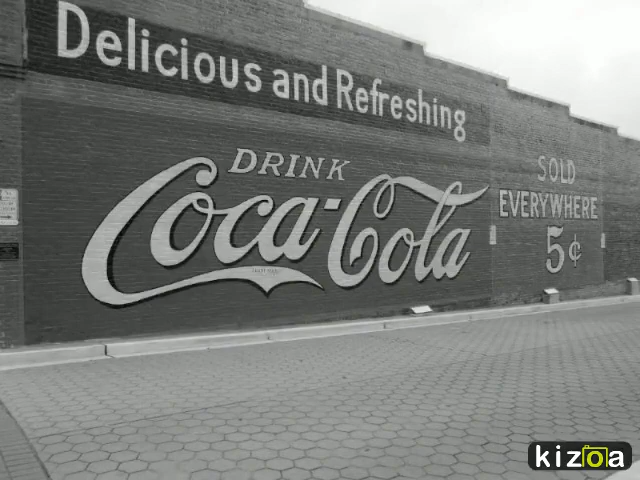 Delicious and Refreshing
DRINK
Coca-Cola
SOLD
EVERYWHERE
5¢
kizoa